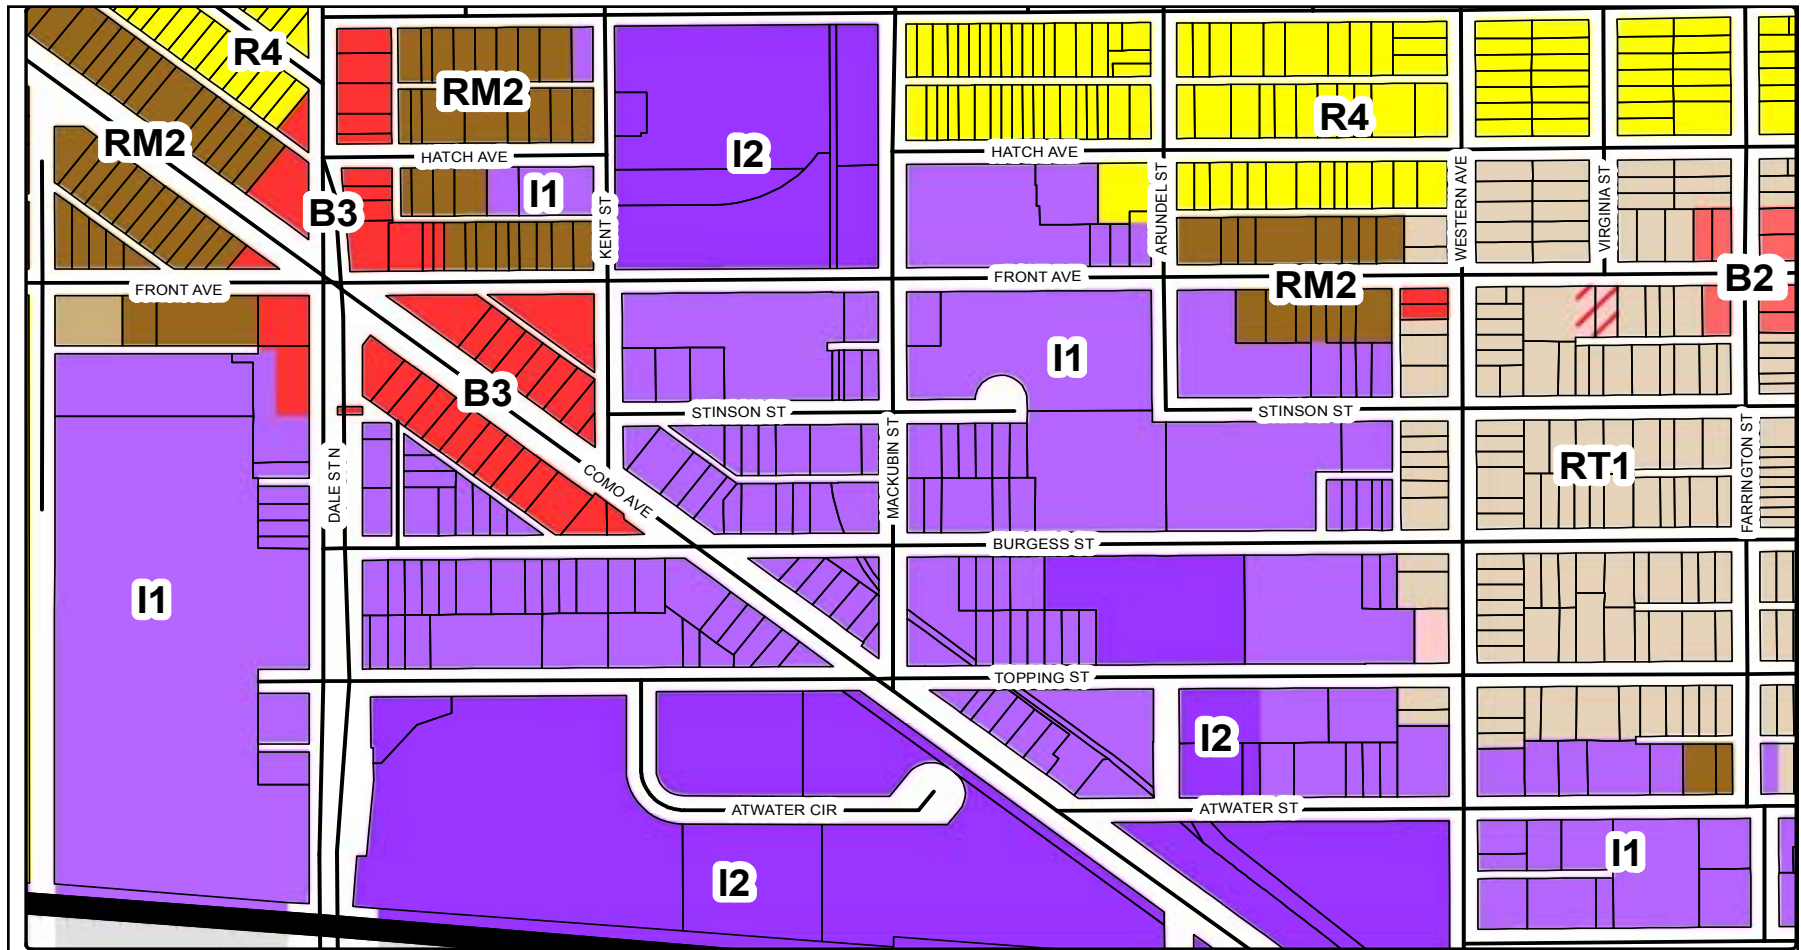 R4
RM2
RM2
I2
R4
HATCH AVE
HATCH AVE
I1
B3
KENT ST
ARUNDEL ST
WESTERN AVE
VIRGINIA ST
FRONT AVE
FRONT AVE
RM2
B2
I1
B3
STINSON ST
STINSON ST
DALE ST N
COMO AVE
MACKUBIN ST
RT1
FARRINGTON ST
BURGESS ST
I1
TOPPING ST
I2
ATWATER CIR
ATWATER ST
I2
I1